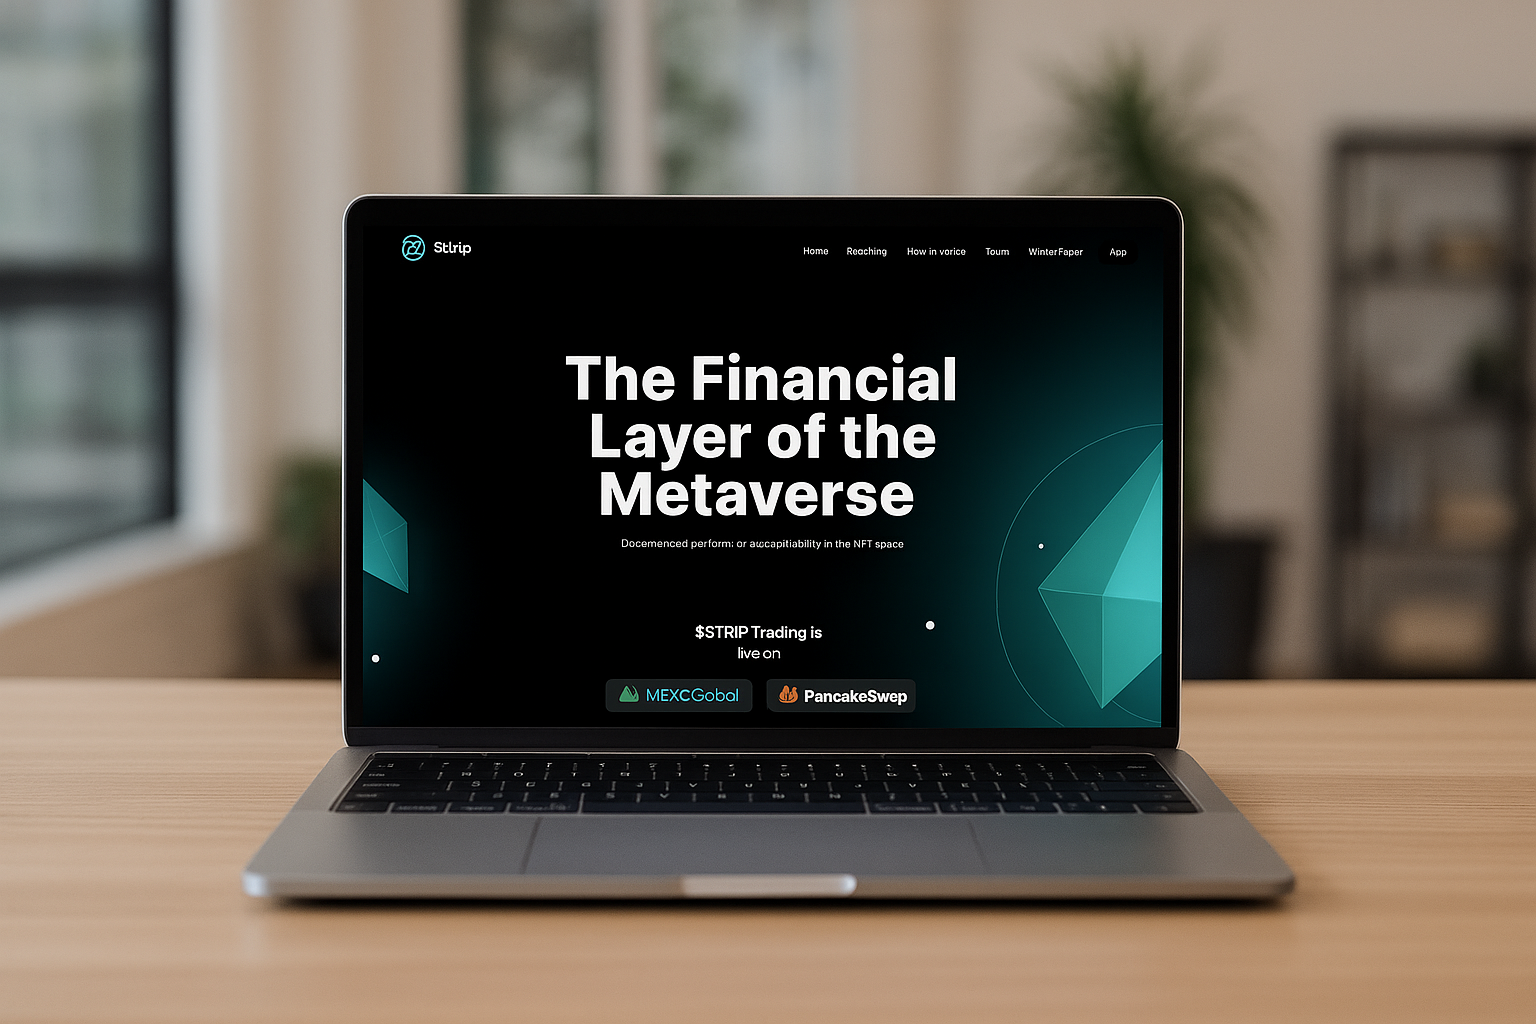 Stlrip
Home Reaching How in vorice Toum WinterFaper App
The Financial
Layer of the
Metaverse
Docemenced perform: or auccapitiability in the NFT space
$STRIP Trading is
live on
MEXCGobal PancakeSwep